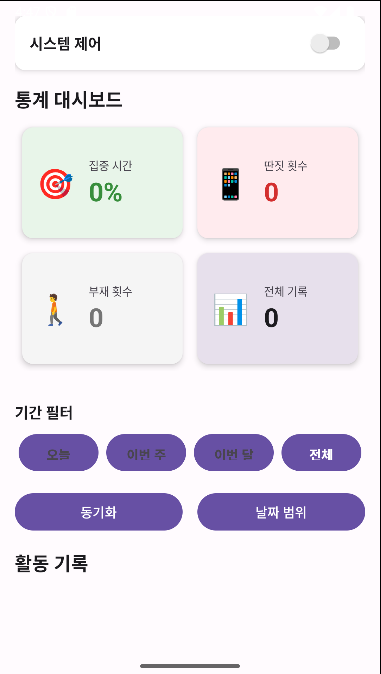 시스템 제어
통계 대시보드
집중 시간
0%
딴짓 횟수
0
부재 횟수
0
전체 기록
0
기간 필터
오늘
이번 주
이번 달
전체
동기화
날짜 범위
활동 기록